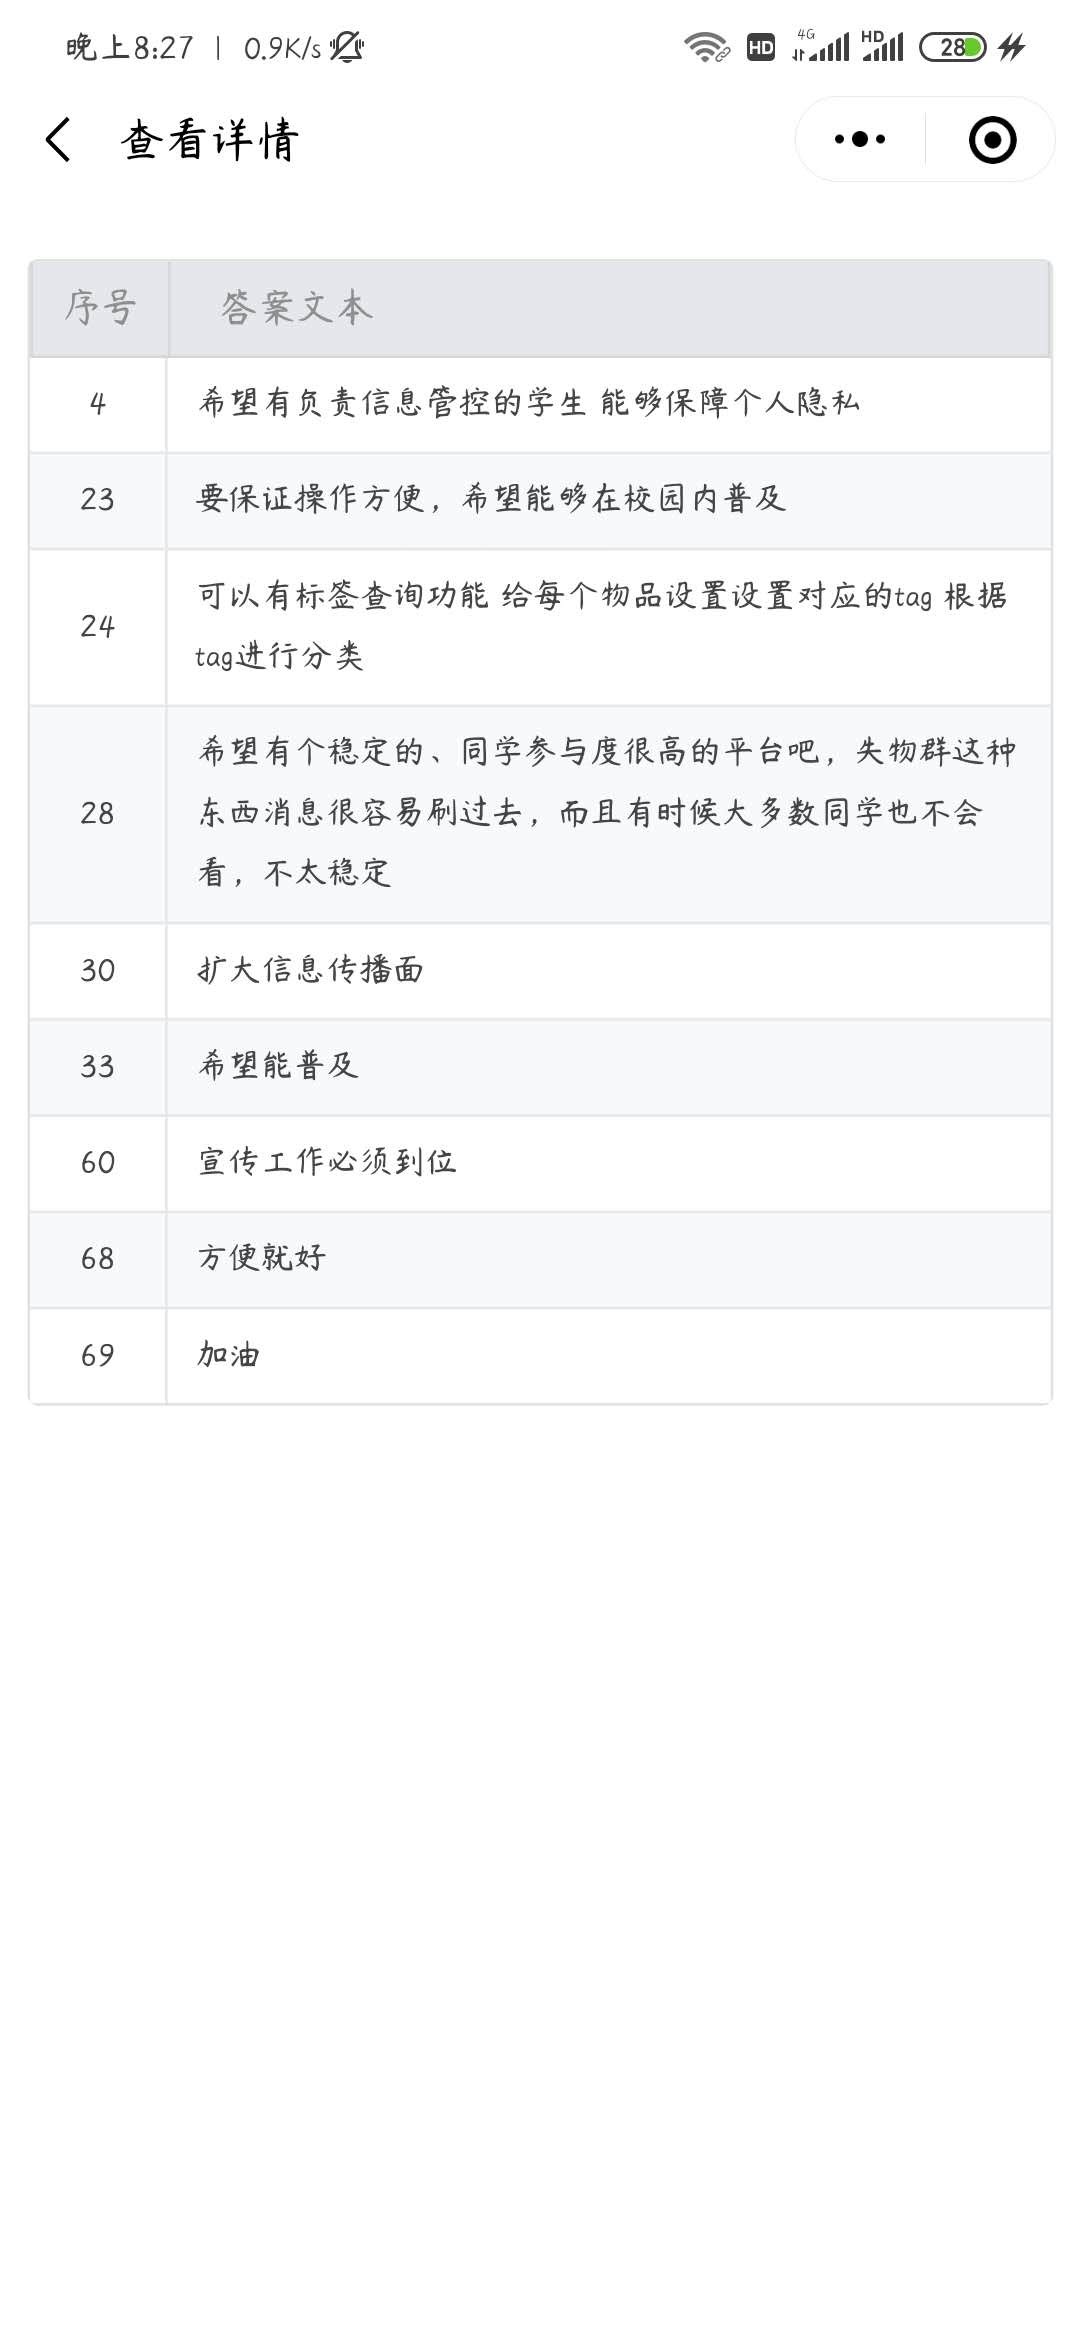 晚上8:27 | 0.9K/s HD 4G HD 28
查看详情
序号 答案文本
4 希望有负责信息管控的学生 能够保障个人隐私
23 要保证操作方便，希望能够在校园内普及
24 可以有标签查询功能 给每个物品设置设置对应的tag 根据
tag进行分类
28 希望有个稳定的、同学参与度很高的平台吧，失物群这种
东西消息很容易刷过去，而且有时候大多数同学也不会
看，不太稳定
30 扩大信息传播面
33 希望能普及
60 宣传工作必须到位
68 方便就好
69 加油